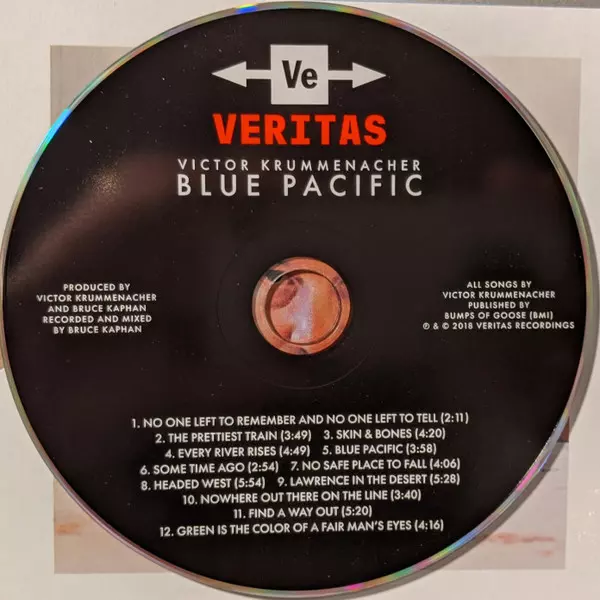 Ve
VERITAS
VICTOR KRUMMENACHER
BLUE PACIFIC
PRODUCED BY
VICTOR KRUMMENACHER
AND BRUCE KAPHAN
RECORDED AND MIXED
BY BRUCE KAPHAN
ALL SONGS BY
VICTOR KRUMMENACHER
PUBLISHED BY
BUMPS OF GOOSE (BMI)
℗ & © 2018 VERITAS RECORDINGS
1. NO ONE LEFT TO REMEMBER AND NO ONE LEFT TO TELL (2:11)
2. THE PRETTIEST TRAIN (3:49) 3. SKIN & BONES (4:20)
4. EVERY RIVER RISES (4:49) 5. BLUE PACIFIC (3:58)
6. SOME TIME AGO (2:54) 7. NO SAFE PLACE TO FALL (4:06)
8. HEADED WEST (5:54) 9. LAWRENCE IN THE DESERT (5:28)
10. NOWHERE OUT THERE ON THE LINE (3:40)
11. FIND A WAY OUT (5:20)
12. GREEN IS THE COLOR OF A FAIR MAN'S EYES (4:16)